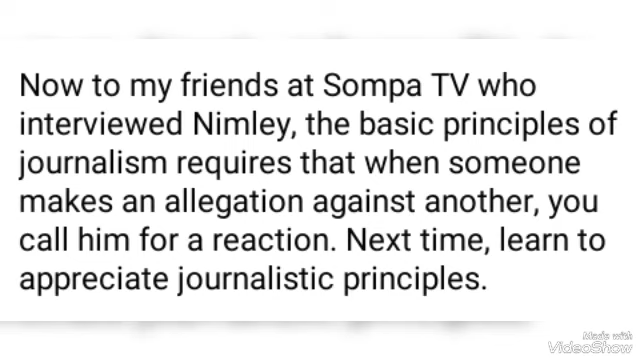 Now to my friends at Sompa TV who
interviewed Nimley, the basic principles of
journalism requires that when someone
makes an allegation against another, you
call him for a reaction. Next time, learn to
appreciate journalistic principles.
Made with
VideoShow